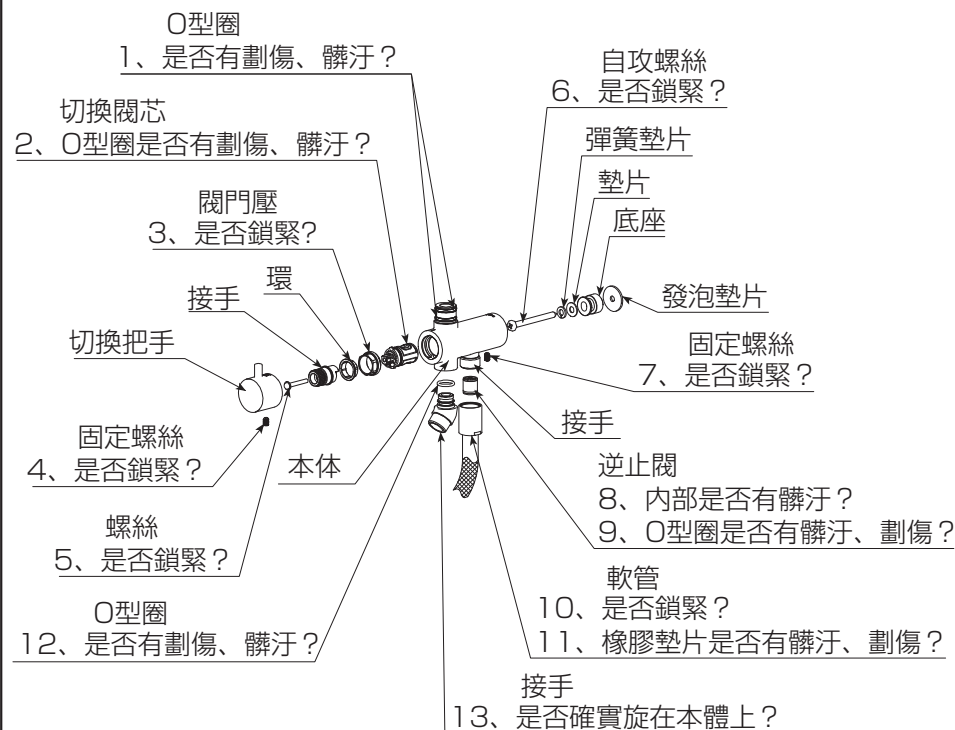 O型圈
1、是否有劃傷、髒汙？
切換閥芯
2、O型圈是否有劃傷、髒汙？
閥門壓
3、是否鎖緊?
環
接手
切換把手
固定螺絲
4、是否鎖緊？
螺絲
5、是否鎖緊？
O型圈
12、是否有劃傷、髒汙？
本体
自攻螺絲
6、是否鎖緊？
彈簧墊片
墊片
底座
發泡墊片
固定螺絲
7、是否鎖緊？
接手
逆止閥
8、内部是否有髒汙？
9、O型圈是否有髒汙、劃傷？
軟管
10、是否鎖緊？
11、橡膠墊片是否有髒汙、劃傷？
接手
13、是否確實旋在本體上？